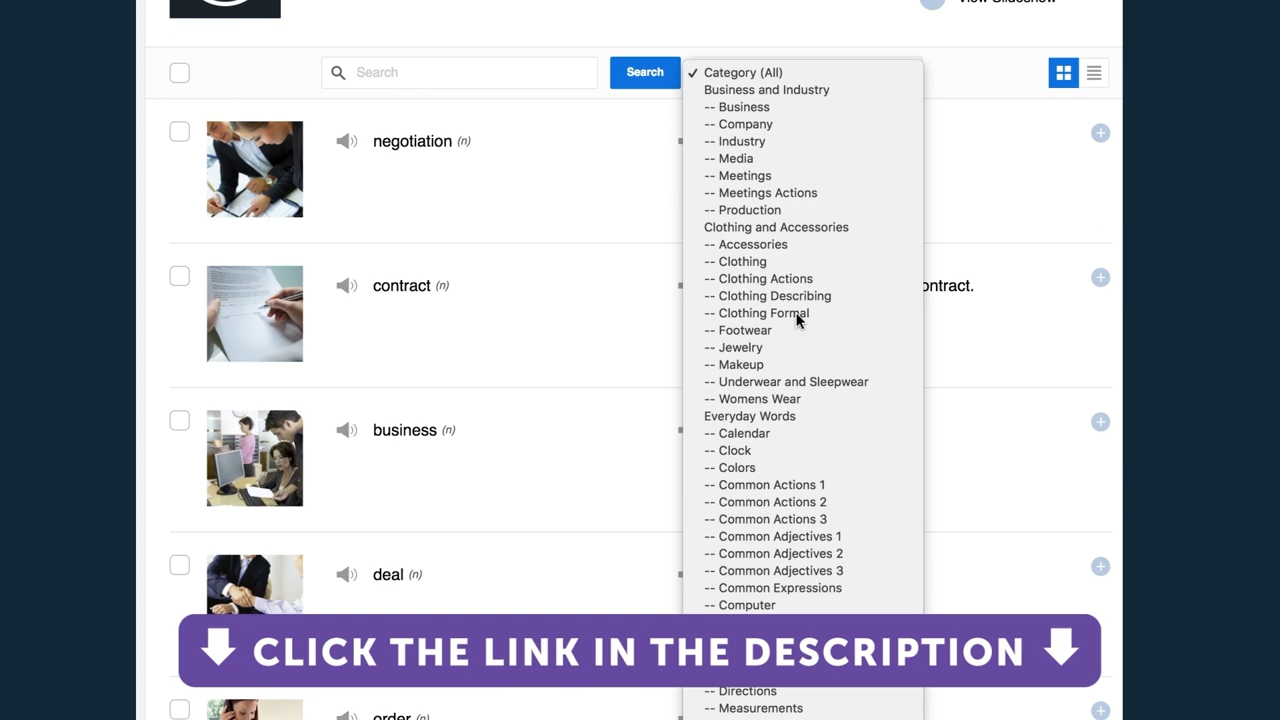 View Slideshow
Search
Search
✓ Category (All)
Business and Industry
-- Business
-- Company
-- Industry
-- Media
-- Meetings
-- Meetings Actions
-- Production
Clothing and Accessories
-- Accessories
-- Clothing
-- Clothing Actions
-- Clothing Describing
-- Clothing Formal
-- Footwear
-- Jewelry
-- Makeup
-- Underwear and Sleepwear
-- Womens Wear
Everyday Words
-- Calendar
-- Clock
-- Colors
-- Common Actions 1
-- Common Actions 2
-- Common Actions 3
-- Common Adjectives 1
-- Common Adjectives 2
-- Common Adjectives 3
-- Common Expressions
-- Computer
negotiation (n)
contract (n)
ontract.
business (n)
deal (n)
CLICK THE LINK IN THE DESCRIPTION
-- Directions
-- Measurements
order (n)